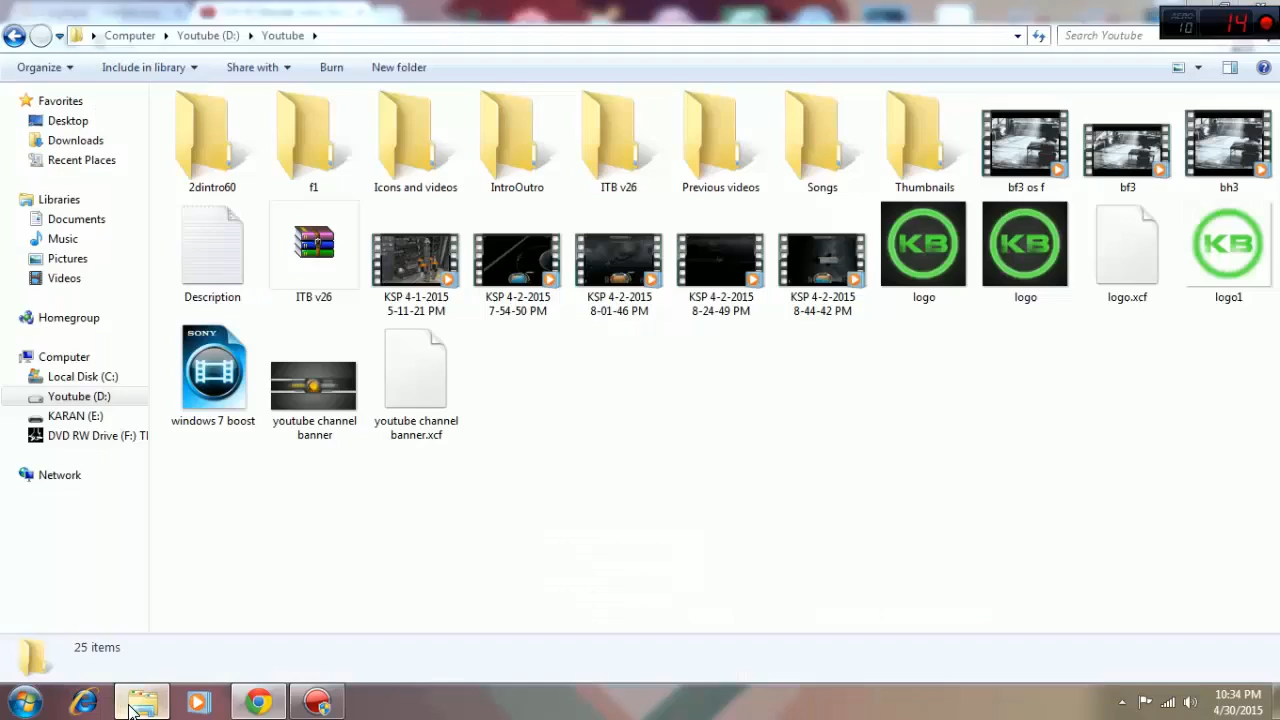 Computer Youtube (D:) Youtube
Search Youtube
10
14
Organize Include in library Share with Burn New folder
Favorites
Desktop
Downloads
Recent Places
Libraries
Documents
Music
Pictures
Videos
Homegroup
Computer
Local Disk (C:)
Youtube (D:)
KARAN (E:)
DVD RW Drive (F:) TI
Network
2dintro60 f1 Icons and videos IntroOutro ITB v26 Previous videos Songs Thumbnails bf3 os f bf3 bh3
KB KB KB
Description ITB v26 KSP 4-1-2015 KSP 4-2-2015 KSP 4-2-2015 KSP 4-2-2015 KSP 4-2-2015 logo logo logo.xcf logo1
5-11-21 PM 7-54-50 PM 8-01-46 PM 8-24-49 PM 8-44-42 PM
SONY
windows 7 boost youtube channel youtube channel
banner banner.xcf
25 items
10:34 PM
4/30/2015